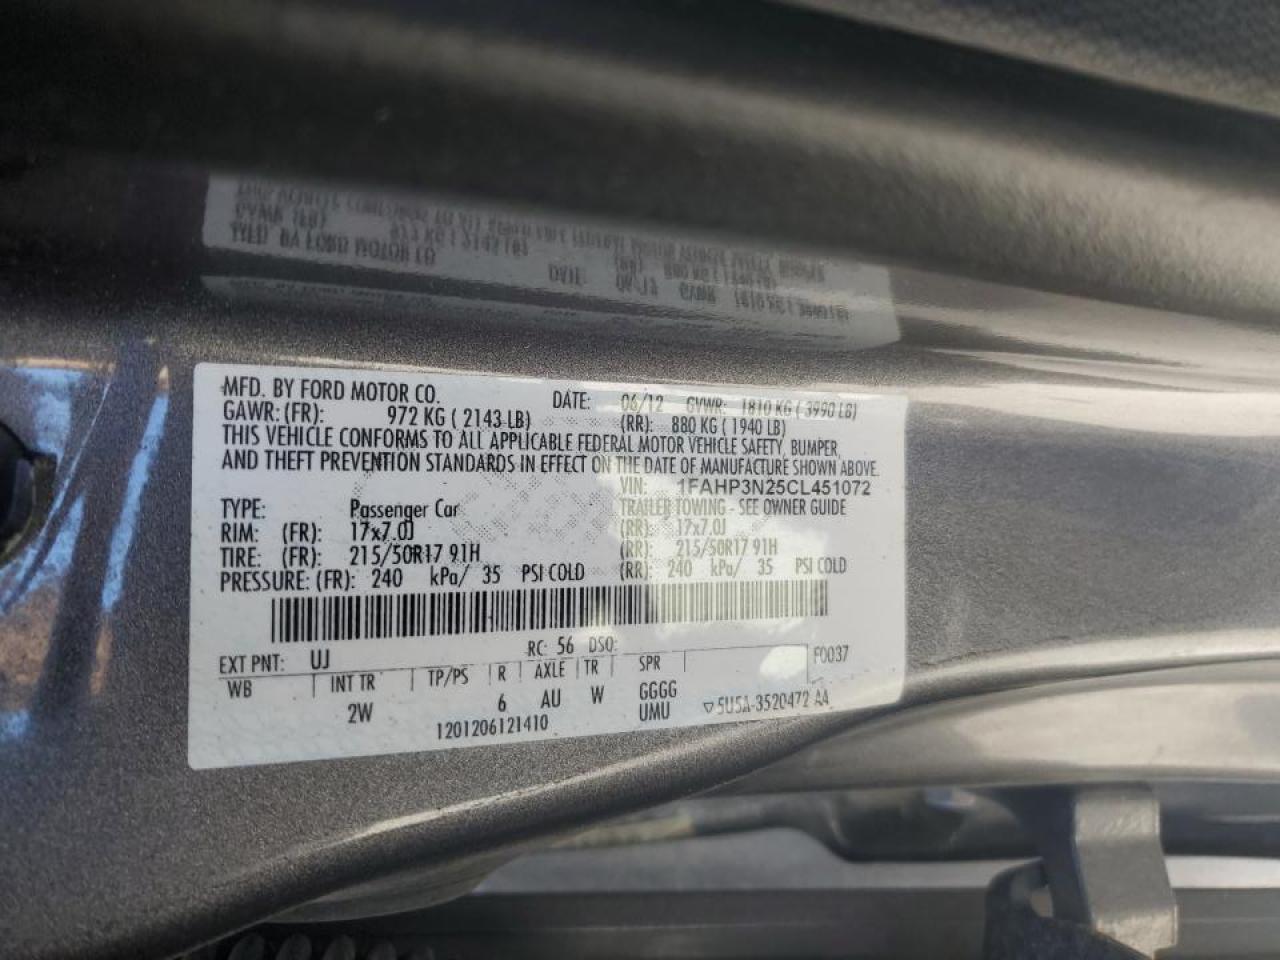 MFD. BY FORD MOTOR CO. DATE: 06/12 GVWR: 1810 KG ( 3990 LB)
GAWR: (FR): 972 KG ( 2143 LB) (RR): 880 KG ( 1940 LB)
THIS VEHICLE CONFORMS TO ALL APPLICABLE FEDERAL MOTOR VEHICLE SAFETY, BUMPER,
AND THEFT PREVENTION STANDARDS IN EFFECT ON THE DATE OF MANUFACTURE SHOWN ABOVE.
VIN: 1FAHP3N25CL451072
TYPE: Passenger Car TRAILER TOWING - SEE OWNER GUIDE
RIM: (FR): 17x7.0J (RR): 17x7.0J
TIRE: (FR): 215/50R17 91H (RR): 215/50R17 91H
PRESSURE: (FR): 240 kPa/ 35 PSI COLD (RR): 240 kPa/ 35 PSI COLD
EXT PNT: UJ RC: 56 DSO: F0037
WB INT TR TP/PS R AXLE TR SPR
2W 6 AU W GGGG
UMU
1201206121410 ▽5U5A-3520472 AA